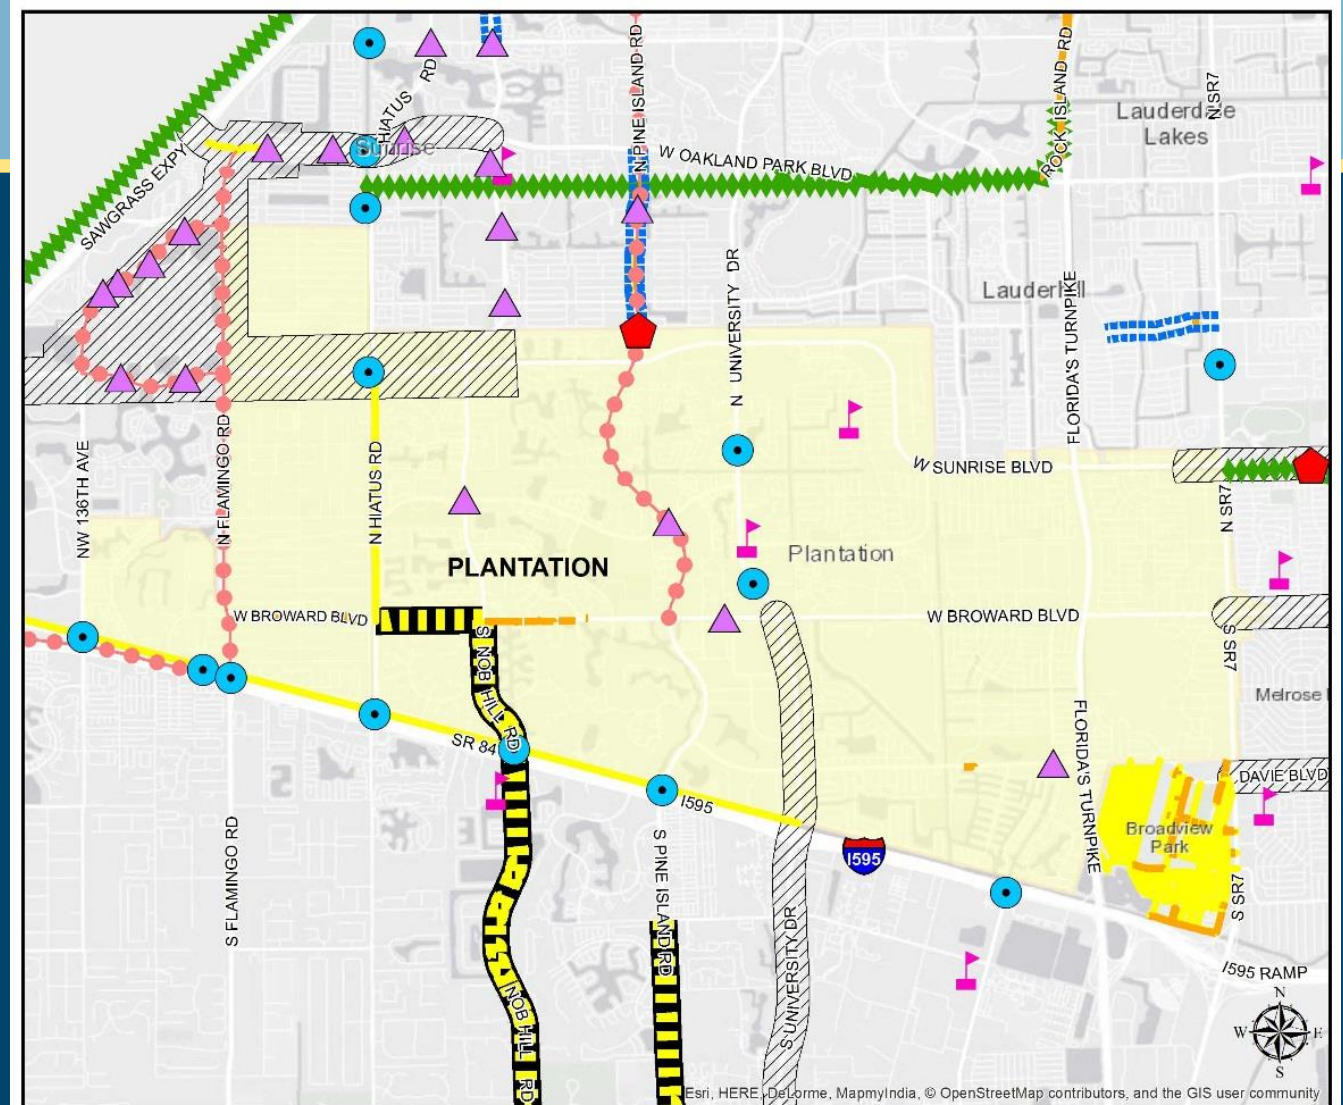 N PINE ISLAND RD
ROCK ISLAND RD
N SR7
HIATUS RD
Lauderdale
Lakes
Sunrise
W OAKLAND PARK BLVD
SAWGRASS EXPY
N UNIVERSITY DR
Lauderhill
FLORIDA'S TURNPIKE
NW 136TH AVE
N FLAMINGO RD
N HIATUS RD
W SUNRISE BLVD
N SR7
PLANTATION
Plantation
W BROWARD BLVD
W BROWARD BLVD
S SR7
S NOB HILL RD
Melrose
SR 84
FLORIDA'S TURNPIKE
DAVIE BLVD
I595
Broadview
Park
I595
S FLAMINGO RD
S PINE ISLAND RD
S UNIVERSITY DR
S SR7
I595 RAMP
NOB HILL RD
N
W E
S
Esri, HERE, DeLorme, MapmyIndia, © OpenStreetMap contributors, and the GIS user community